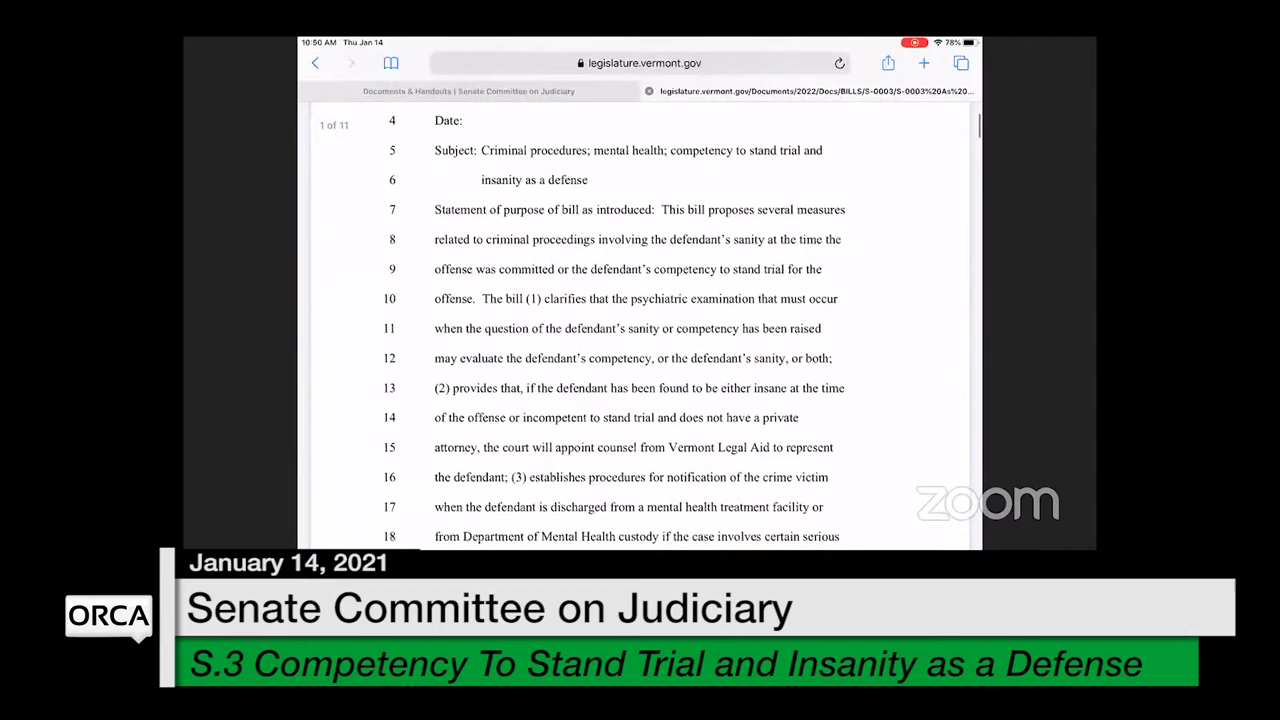 10:50 AM Thu Jan 14
78%
legislature.vermont.gov
Documents & Handouts | Senate Committee on Judiciary
legislature.vermont.gov/Documents/2022/Docs/BILLS/S-0003/S-0003%20As%20...
1 of 11
4 Date:
5 Subject: Criminal procedures; mental health; competency to stand trial and
6 insanity as a defense
7 Statement of purpose of bill as introduced: This bill proposes several measures
8 related to criminal proceedings involving the defendant's sanity at the time the
9 offense was committed or the defendant's competency to stand trial for the
10 offense. The bill (1) clarifies that the psychiatric examination that must occur
11 when the question of the defendant's sanity or competency has been raised
12 may evaluate the defendant's competency, or the defendant's sanity, or both;
13 (2) provides that, if the defendant has been found to be either insane at the time
14 of the offense or incompetent to stand trial and does not have a private
15 attorney, the court will appoint counsel from Vermont Legal Aid to represent
16 the defendant; (3) establishes procedures for notification of the crime victim
17 when the defendant is discharged from a mental health treatment facility or
18 from Department of Mental Health custody if the case involves certain serious
zoom
January 14, 2021
ORCA
Senate Committee on Judiciary
S.3 Competency To Stand Trial and Insanity as a Defense